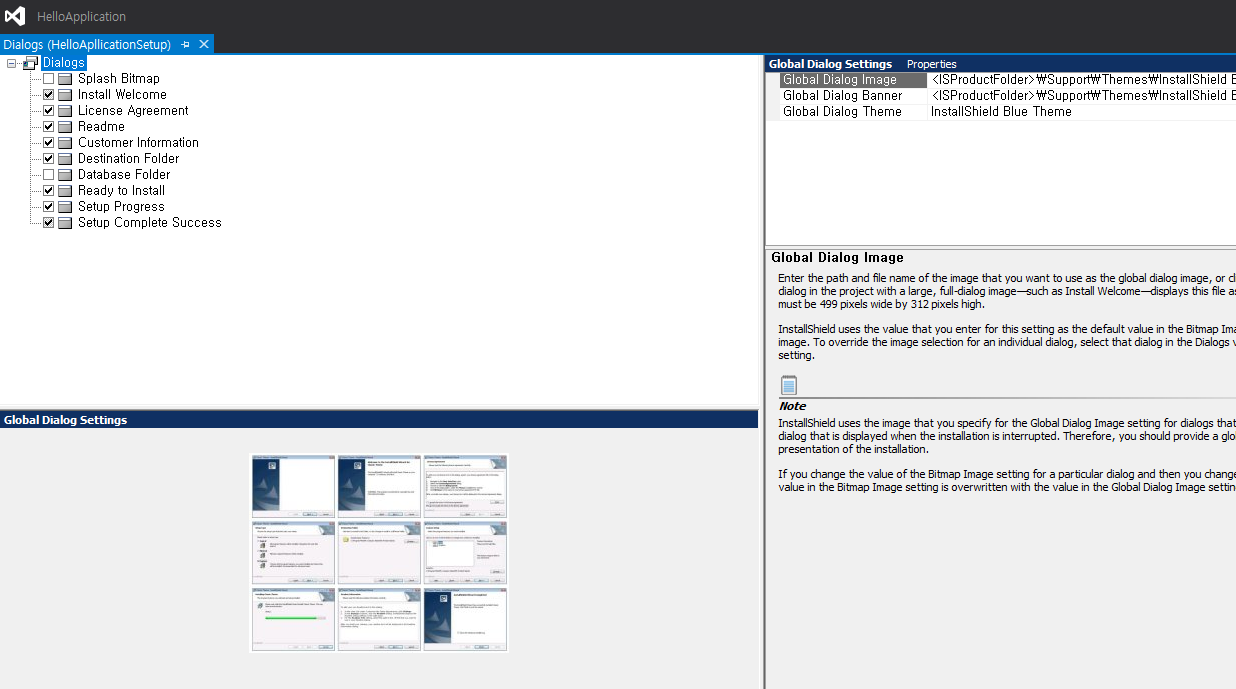 HelloApplication
Dialogs (HelloApllicationSetup)
Dialogs
Splash Bitmap
Install Welcome
License Agreement
Readme
Customer Information
Destination Folder
Database Folder
Ready to Install
Setup Progress
Setup Complete Success
Global Dialog Settings
Global Dialog Settings Properties
Global Dialog Image <ISProductFolder>₩Support₩Themes₩InstallShield
Global Dialog Banner <ISProductFolder>₩Support₩Themes₩InstallShield
Global Dialog Theme InstallShield Blue Theme
Global Dialog Image
Enter the path and file name of the image that you want to use as the global dialog image, or
dialog in the project with a large, full-dialog image—such as Install Welcome—displays this file
must be 499 pixels wide by 312 pixels high.
InstallShield uses the value that you enter for this setting as the default value in the Bitmap
image. To override the image selection for an individual dialog, select that dialog in the Dialogs
setting.
Note
InstallShield uses the image that you specify for the Global Dialog Image setting for dialogs that
dialog that is displayed when the installation is interrupted. Therefore, you should provide a
presentation of the installation.
If you change the value of the Bitmap Image setting for a particular dialog and then you change
value in the Bitmap Image setting is overwritten with the value in the Global Dialog Image